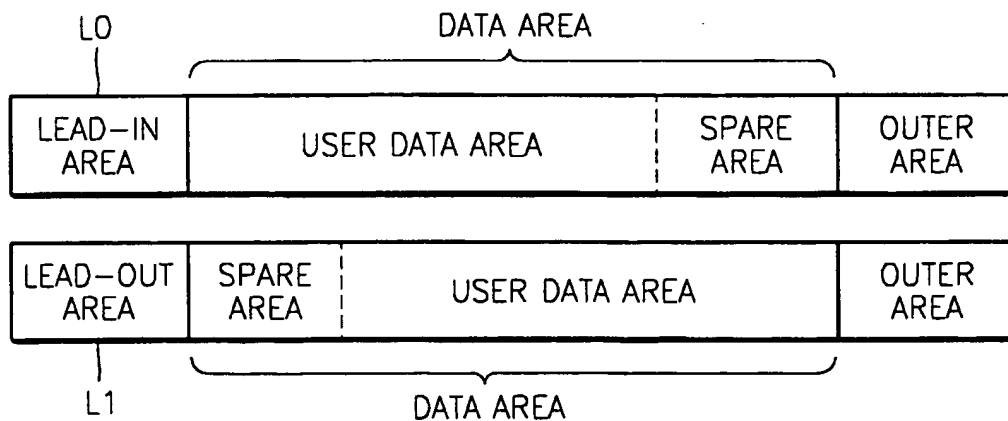 L0
DATA AREA
LEAD-IN
AREA
USER DATA AREA
SPARE
AREA
OUTER
AREA
LEAD-OUT
AREA
SPARE
AREA
USER DATA AREA
OUTER
AREA
L1
DATA AREA